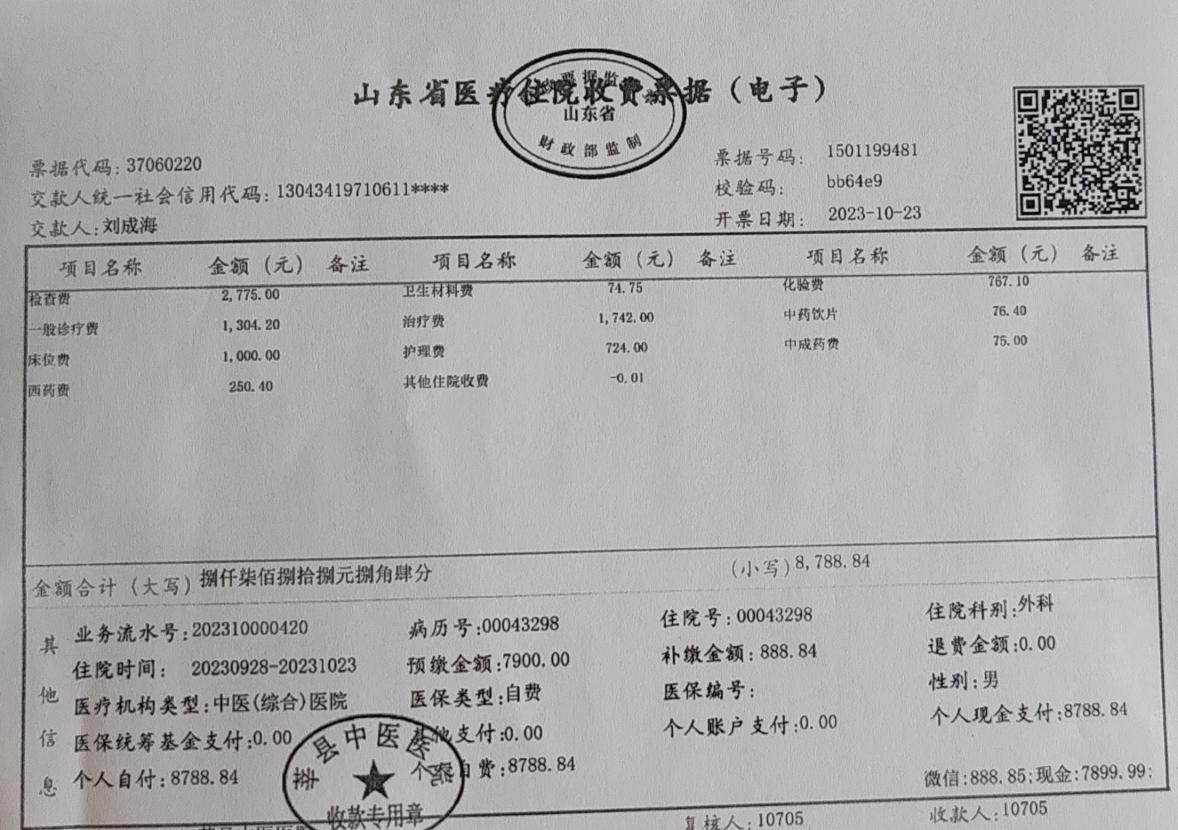 山东省医疗住院收费票据（电子）
山东省
财政部监制
票据代码：37060220
票据号码：1501199481
交款人统一社会信用代码：13043419710611****
校验码：bb64e9
交款人：刘成海
开票日期：2023-10-23
项目名称 金额（元） 备注 项目名称 金额（元） 备注 项目名称 金额（元） 备注
检查费 2,775.00 卫生材料费 74.75 化验费 767.10
一般诊疗费 1,304.20 治疗费 1,742.00 中药饮片 76.40
床位费 1,000.00 护理费 724.00 中成药费 75.00
西药费 250.40 其他住院收费 -0.01
金额合计（大写）捌仟柒佰捌拾捌元捌角肆分 （小写）8,788.84
其他信息
业务流水号：202310000420 病历号：00043298 住院号：00043298 住院科别：外科
住院时间： 20230928-20231023 预缴金额：7900.00 补缴金额：888.84 退费金额：0.00
医疗机构类型：中医(综合)医院 医保类型：自费 医保编号： 性别：男
医保统筹基金支付：0.00 其他支付：0.00 个人账户支付：0.00 个人现金支付：8788.84
个人自付：8788.84 个人自费：8788.84
微信:888.85;现金:7899.99;
莘县中医医院
收款专用章
复核人：10705 收款人：10705